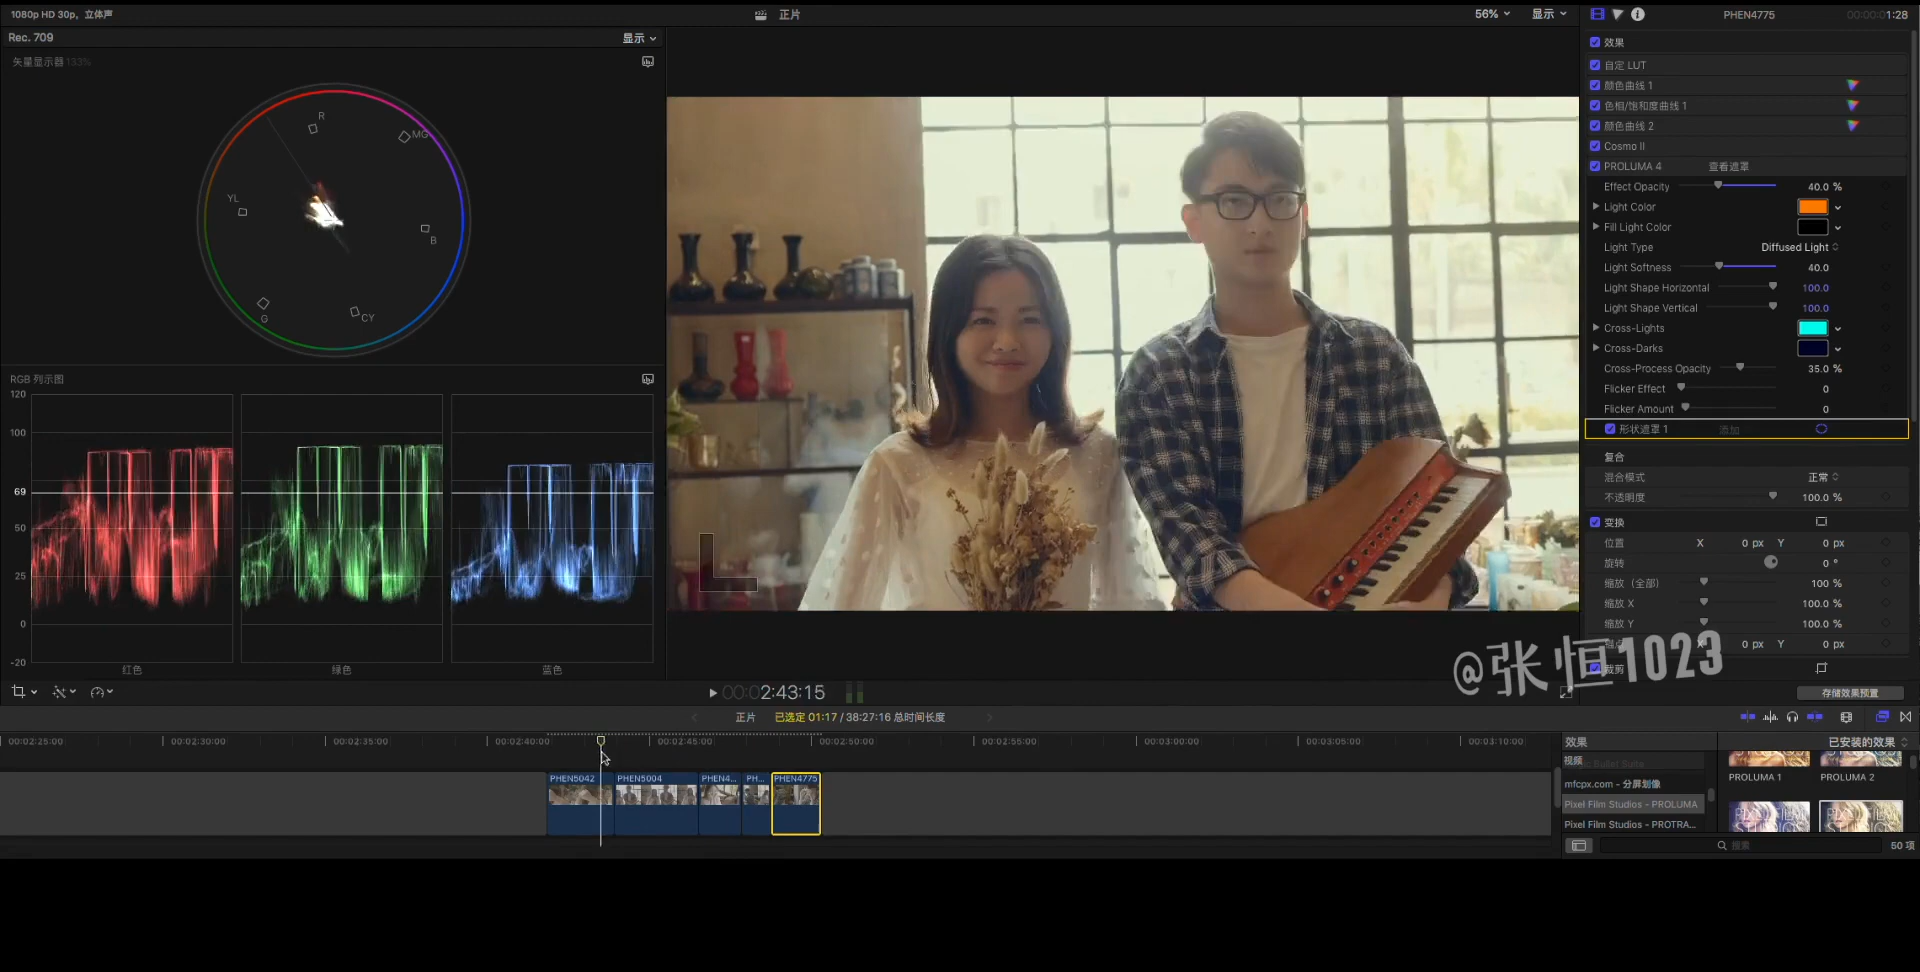 1080p HD 30p，立体声
正片
56%
显示
PHEN4775
00:00:01:28
Rec. 709
显示
矢量显示器 133%
R
MG
YL
B
G
CY
RGB 列示图
120
100
69
50
25
0
-20
红色
绿色
蓝色
效果
自定 LUT
颜色曲线 1
色相/饱和度曲线 1
颜色曲线 2
Cosmo II
PROLUMA 4 查看遮罩
Effect Opacity 40.0 %
Light Color
Fill Light Color
Light Type Diffused Light
Light Softness 40.0
Light Shape Horizontal 100.0
Light Shape Vertical 100.0
Cross-Lights
Cross-Darks
Cross-Process Opacity 35.0 %
Flicker Effect 0
Flicker Amount 0
形状遮罩 1 添加
复合
混合模式 正常
不透明度 100.0 %
变换
位置 X 0 px Y 0 px
旋转 0 °
缩放（全部） 100 %
缩放 X 100.0 %
缩放 Y 100.0 %
锚点 X 0 px Y 0 px
裁剪
@张恒1023
存储效果预置
00:02:43:15
正片 已选定 01:17 / 38:27:16 总时间长度
00:02:25:00 00:02:30:00 00:02:35:00 00:02:40:00 00:02:45:00 00:02:50:00 00:02:55:00 00:03:00:00 00:03:05:00 00:03:10:00
PHEN5042 PHEN5004 PHEN4... PH... PHEN4775
效果 已安装的效果
视频
mfcpx.com - 分屏划像
Pixel Film Studios - PROLUMA
Pixel Film Studios - PROTRA...
PROLUMA 1 PROLUMA 2
PIXEL FILM STUDIOS
PIXEL FILM STUDIOS
搜索
50 项